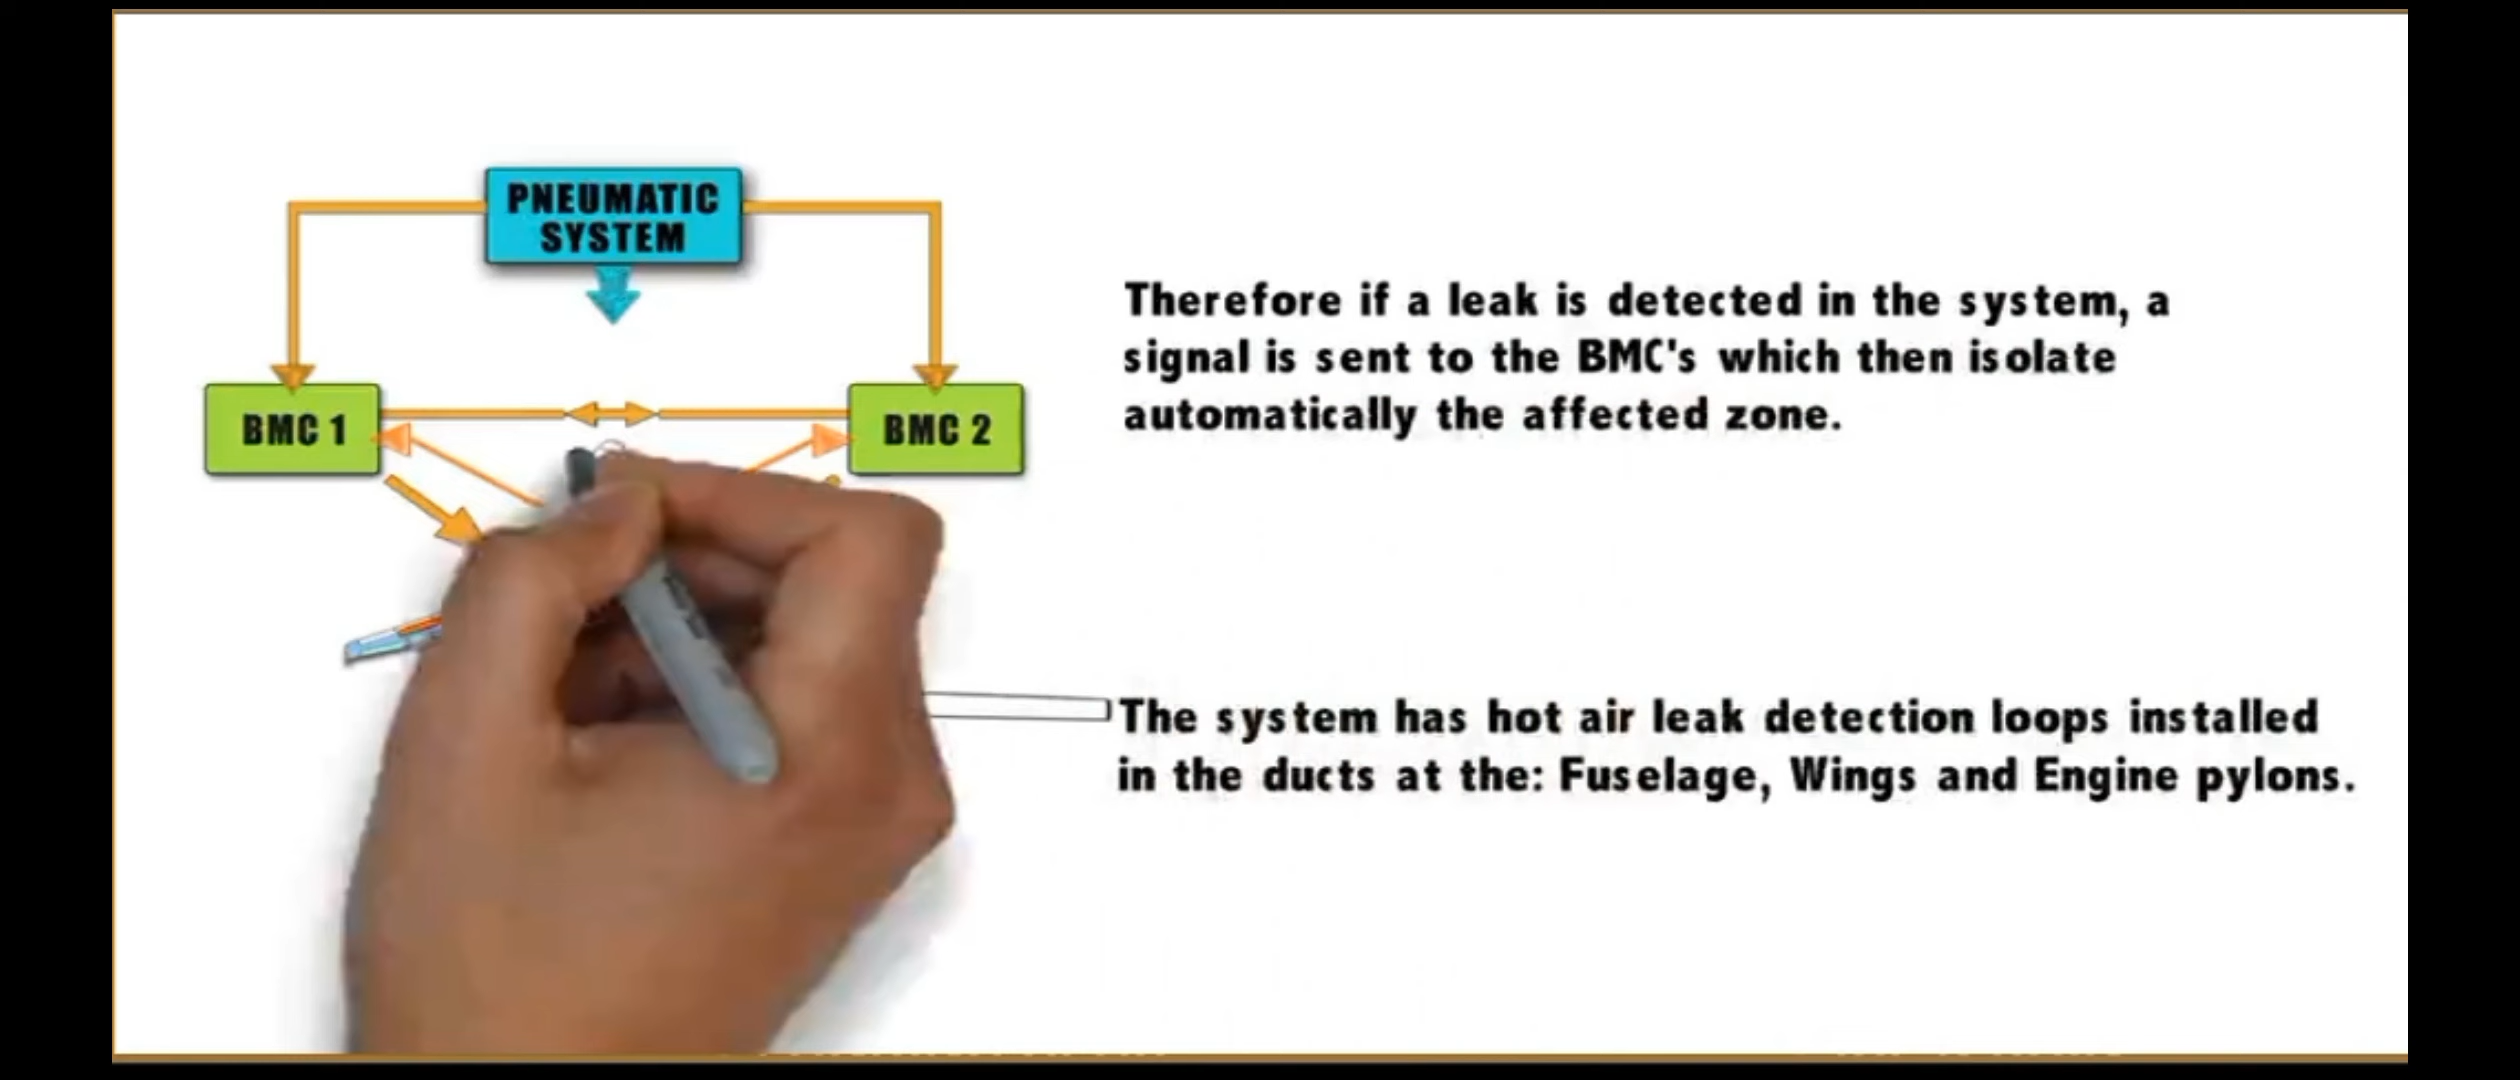 PNEUMATIC
SYSTEM
BMC 1
BMC 2
Therefore if a leak is detected in the system, a
signal is sent to the BMC's which then isolate
automatically the affected zone.
The system has hot air leak detection loops installed
in the ducts at the: Fuselage, Wings and Engine pylons.